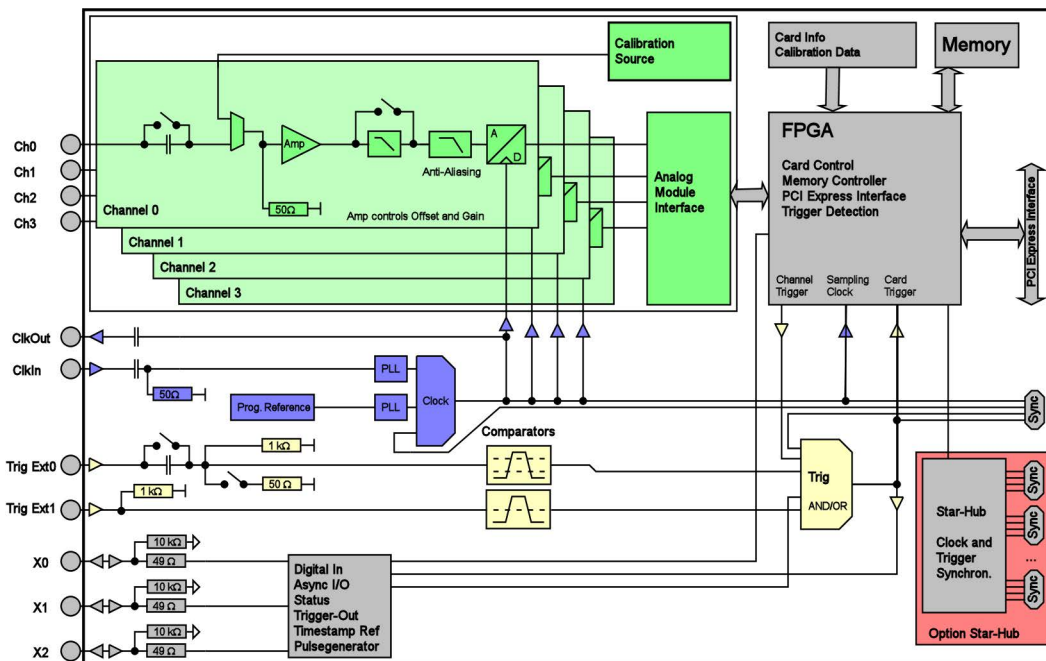 Calibration
Source
Card Info
Calibration Data
Memory
Ch0
Ch1
Ch2
Ch3
Amp
Anti-Aliasing
A
D
50Ω
Amp controls Offset and Gain
Channel 0
Channel 1
Channel 2
Channel 3
Analog
Module
Interface
FPGA
Card Control
Memory Controller
PCI Express Interface
Trigger Detection
Channel
Trigger
Sampling
Clock
Card
Trigger
PCI Express Interface
ClkOut
ClkIn
50Ω
PLL
Prog. Reference
PLL
Clock
Sync
Trig Ext0
1 kΩ
50 Ω
Comparators
Trig Ext1
1 kΩ
Trig
AND/OR
X0
10 kΩ
49 Ω
X1
10 kΩ
49 Ω
X2
10 kΩ
49 Ω
Digital In
Async I/O
Status
Trigger-Out
Timestamp Ref
Pulsegenerator
Star-Hub
Clock and
Trigger
Synchron.
Sync
Sync
...
Sync
Option Star-Hub